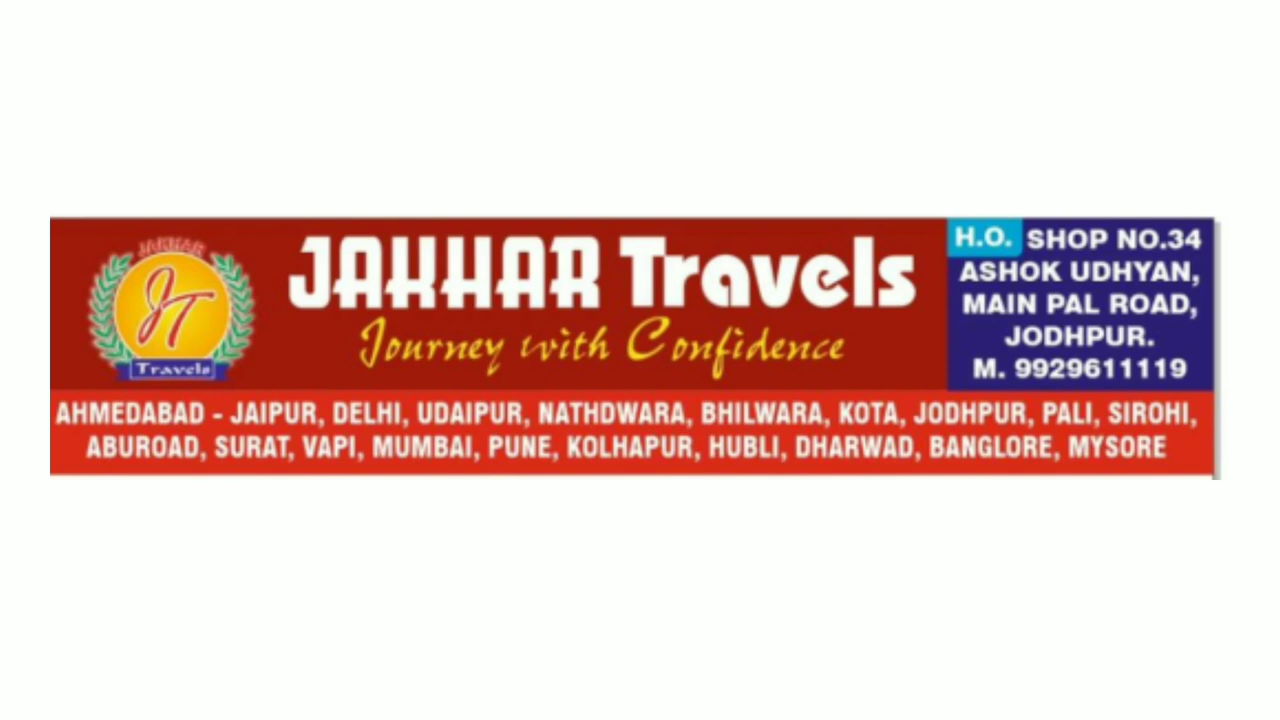 JAKHAR
JT
Travels
JAKHAR Travels
Journey with Confidence
H.O. SHOP NO.34
ASHOK UDHYAN,
MAIN PAL ROAD,
JODHPUR.
M. 9929611119
AHMEDABAD - JAIPUR, DELHI, UDAIPUR, NATHDWARA, BHILWARA, KOTA, JODHPUR, PALI, SIROHI,
ABUROAD, SURAT, VAPI, MUMBAI, PUNE, KOLHAPUR, HUBLI, DHARWAD, BANGLORE, MYSORE